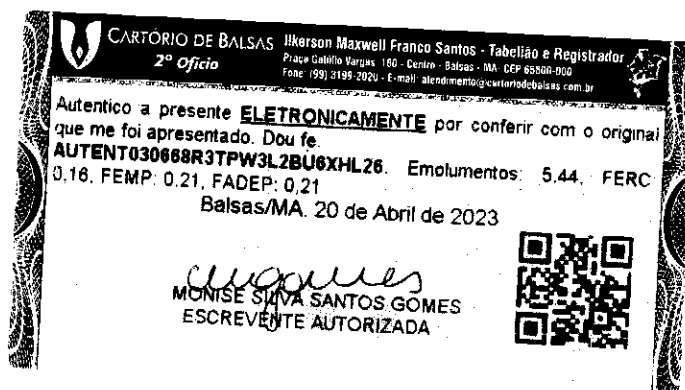 CARTÓRIO DE BALSAS
2º Ofício
Ilkerson Maxwell Franco Santos - Tabelião e Registrador
Praça Getúlio Vargas, 160 - Centro - Balsas - MA- CEP 65800-000
Fone: (99) 3199-2020 - E-mail: atendimento@cartoriodebalsas.com.br
Autentico a presente ELETRONICAMENTE por conferir com o original
que me foi apresentado. Dou fe.
AUTENT030668R3TPW3L2BU6XHL26. Emolumentos: 5.44, FERC
0,16, FEMP: 0.21, FADEP: 0,21
Balsas/MA. 20 de Abril de 2023
MONISE SILVA SANTOS GOMES
ESCREVENTE AUTORIZADA